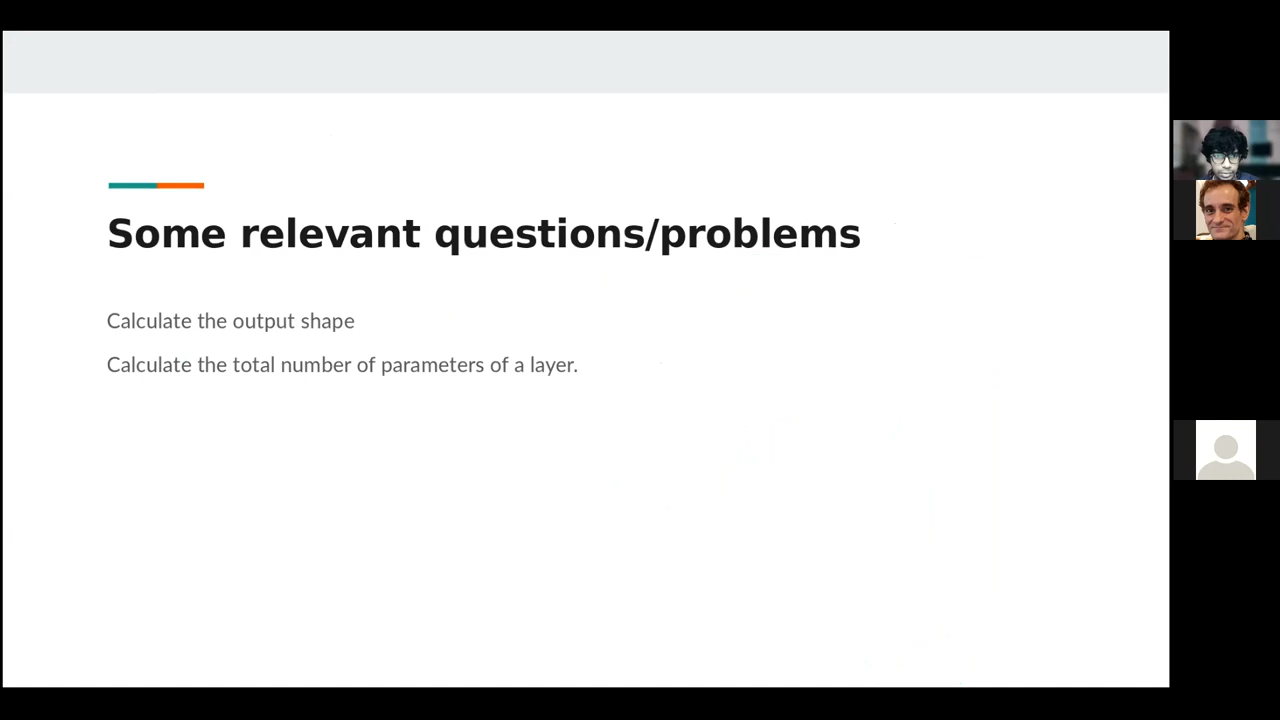 Some relevant questions/problems
Calculate the output shape
Calculate the total number of parameters of a layer.